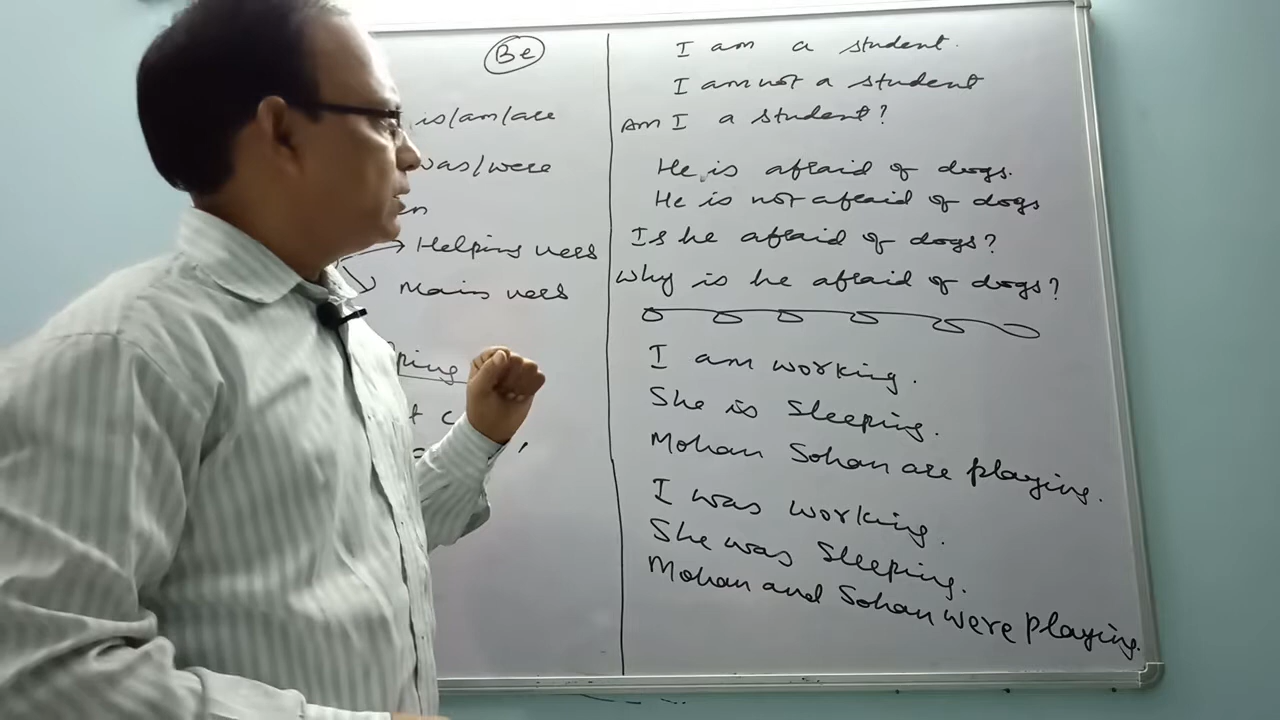 Be
is/am/are
was/were
Helping verb
Main verb
I am a student.
I am not a student
Am I a student?
He is afraid of dogs.
He is not afraid of dogs
Is he afraid of dogs?
Why is he afraid of dogs?
I am working.
She is sleeping.
Mohan Sohan are playing.
I was working.
She was sleeping.
Mohan and Sohan were playing.